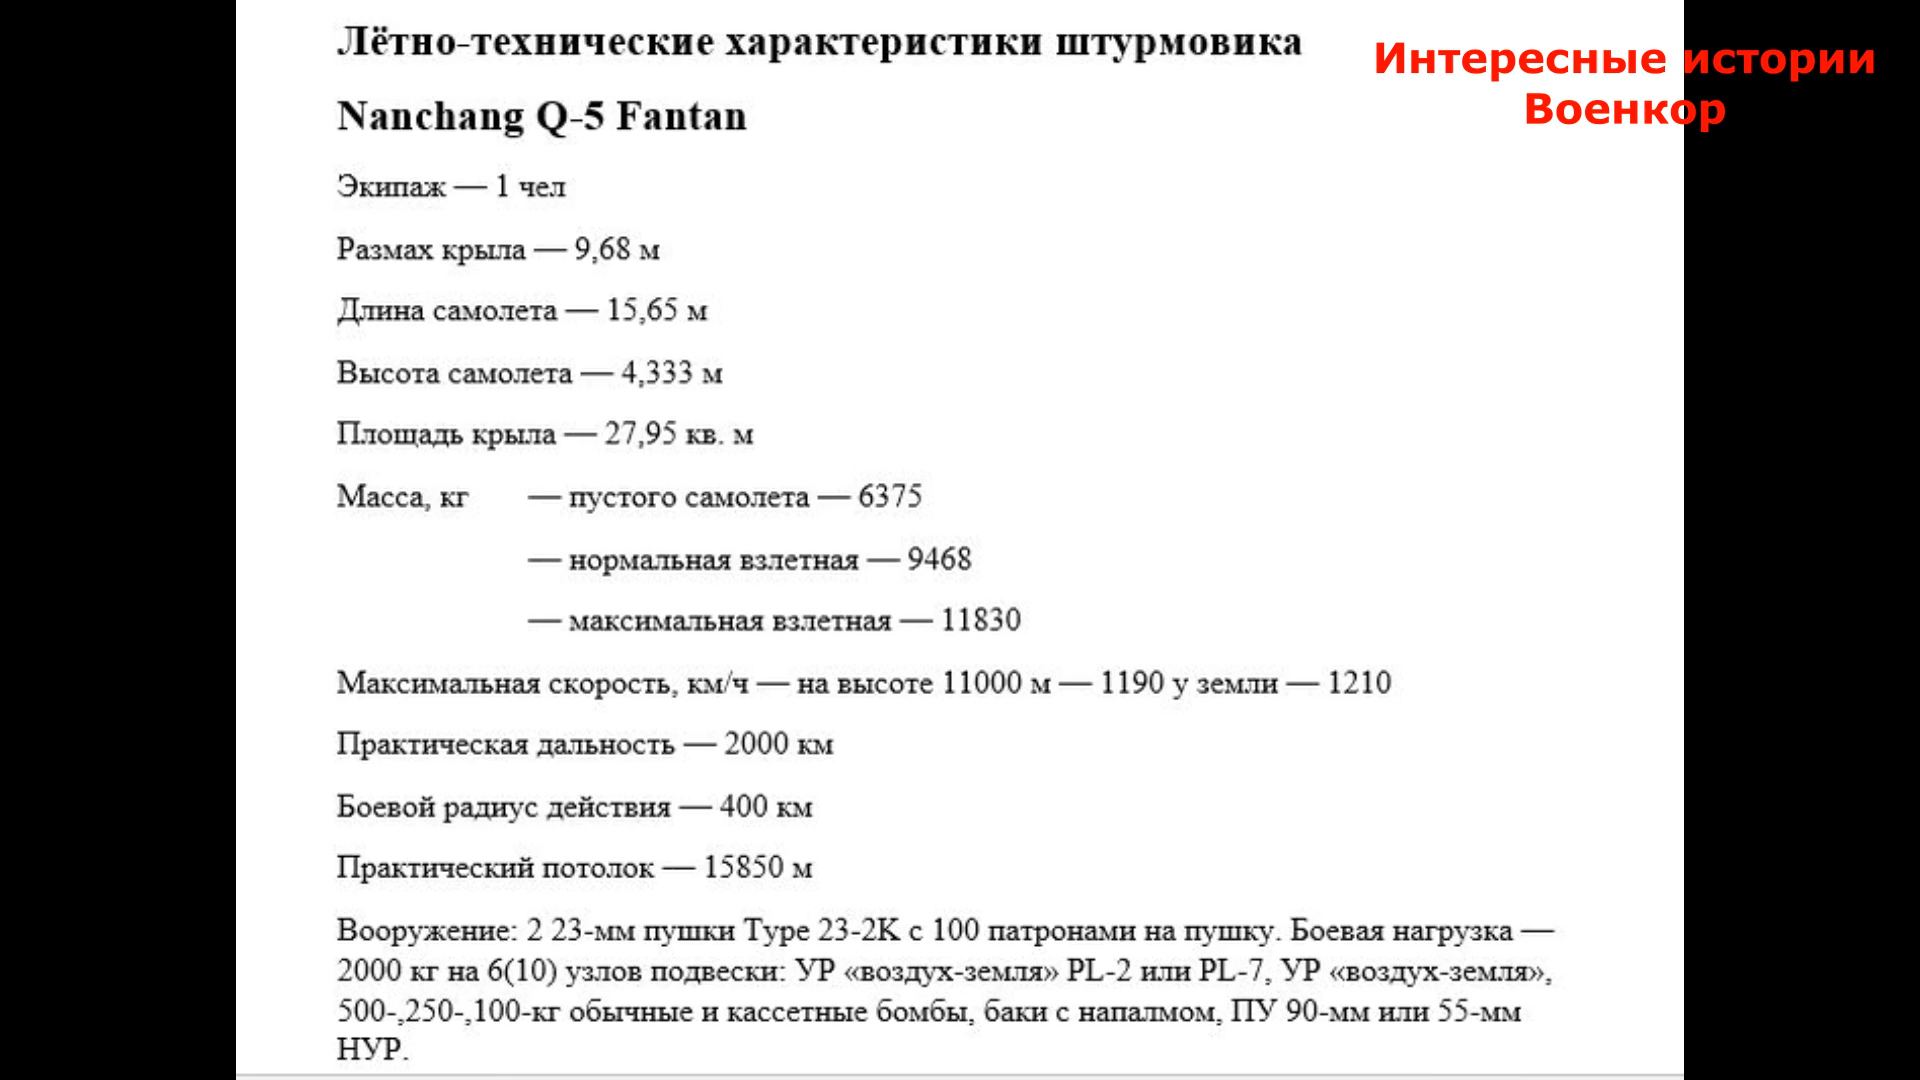 Лётно-технические характеристики штурмовика
Nanchang Q-5 Fantan
Интересные истории
Военкор
Экипаж — 1 чел
Размах крыла — 9,68 м
Длина самолета — 15,65 м
Высота самолета — 4,333 м
Площадь крыла — 27,95 кв. м
Масса, кг — пустого самолета — 6375
— нормальная взлетная — 9468
— максимальная взлетная — 11830
Максимальная скорость, км/ч — на высоте 11000 м — 1190 у земли — 1210
Практическая дальность — 2000 км
Боевой радиус действия — 400 км
Практический потолок — 15850 м
Вооружение: 2 23-мм пушки Type 23-2K с 100 патронами на пушку. Боевая нагрузка —
2000 кг на 6(10) узлов подвески: УР «воздух-земля» PL-2 или PL-7, УР «воздух-земля»,
500-,250-,100-кг обычные и кассетные бомбы, баки с напалмом, ПУ 90-мм или 55-мм
НУР.